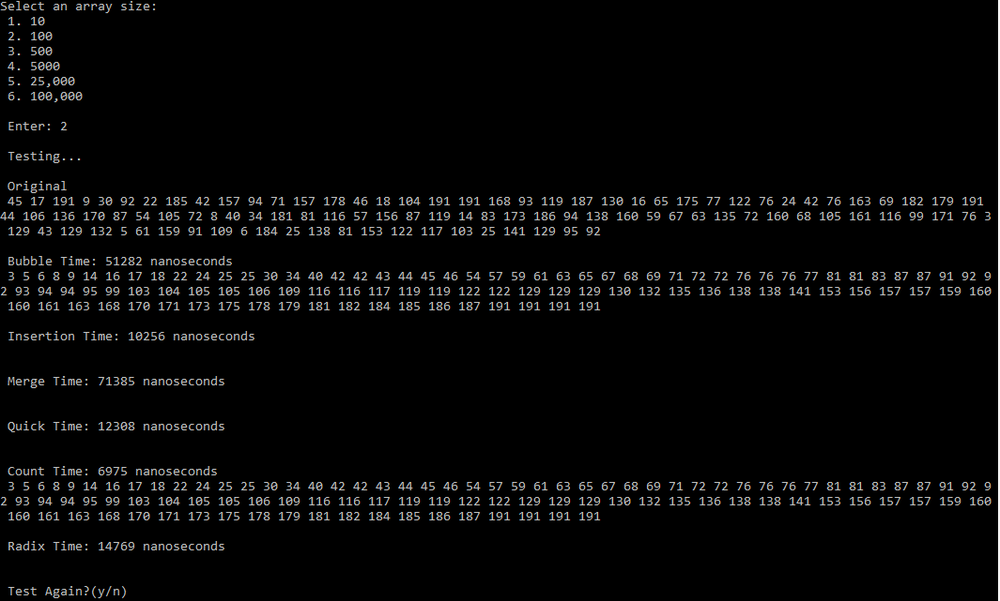 Select an array size:
1. 10
2. 100
3. 500
4. 5000
5. 25,000
6. 100,000
Enter: 2
Testing...
Original
45 17 191 9 30 92 22 185 42 157 94 71 157 178 46 18 104 191 191 168 93 119 187 130 16 65 175 77 122 76 24 42 76 163 69 182 179 191
44 106 136 170 87 54 105 72 8 40 34 181 81 116 57 156 87 119 14 83 173 186 94 138 160 59 67 63 135 72 160 68 105 161 116 99 171 76 3
129 43 129 132 5 61 159 91 109 6 184 25 138 81 153 122 117 103 25 141 129 95 92
Bubble Time: 51282 nanoseconds
3 5 6 8 9 14 16 17 18 22 24 25 25 30 34 40 42 42 43 44 45 46 54 57 59 61 63 65 67 68 69 71 72 72 76 76 76 77 81 81 83 87 87 91 92 9
2 93 94 94 95 99 103 104 105 105 106 109 116 116 117 119 119 122 122 129 129 129 130 132 135 136 138 138 141 153 156 157 157 159 160
160 161 163 168 170 171 173 175 178 179 181 182 184 185 186 187 191 191 191 191
Insertion Time: 10256 nanoseconds
Merge Time: 71385 nanoseconds
Quick Time: 12308 nanoseconds
Count Time: 6975 nanoseconds
3 5 6 8 9 14 16 17 18 22 24 25 25 30 34 40 42 42 43 44 45 46 54 57 59 61 63 65 67 68 69 71 72 72 76 76 76 77 81 81 83 87 87 91 92 9
2 93 94 94 95 99 103 104 105 105 106 109 116 116 117 119 119 122 122 129 129 129 130 132 135 136 138 138 141 153 156 157 157 159 160
160 161 163 168 170 171 173 175 178 179 181 182 184 185 186 187 191 191 191 191
Radix Time: 14769 nanoseconds
Test Again?(y/n)